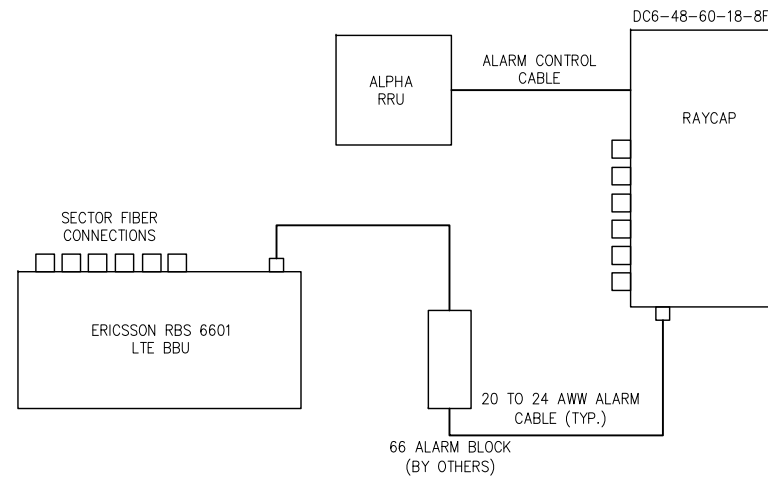 DC6-48-60-18-8F
ALARM CONTROL
CABLE
ALPHA
RRU
RAYCAP
SECTOR FIBER
CONNECTIONS
ERICSSON RBS 6601
LTE BBU
20 TO 24 AWW ALARM
CABLE (TYP.)
66 ALARM BLOCK
(BY OTHERS)